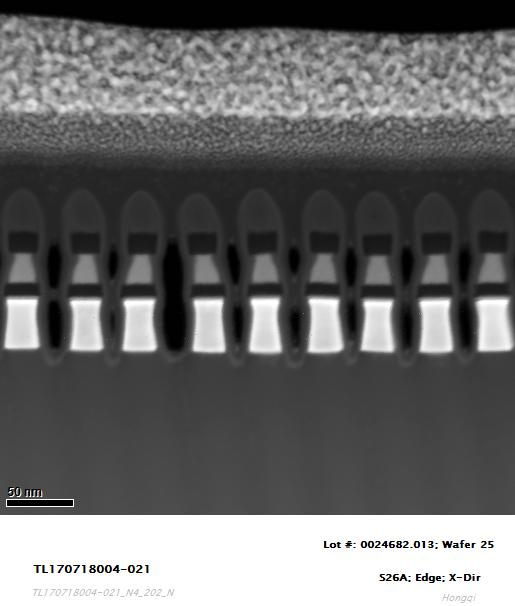 50 nm
Lot #: 0024682.013; Wafer 25
TL170718004-021
S26A; Edge; X-Dir
TL170718004-021_N4_202_N
Hongqi